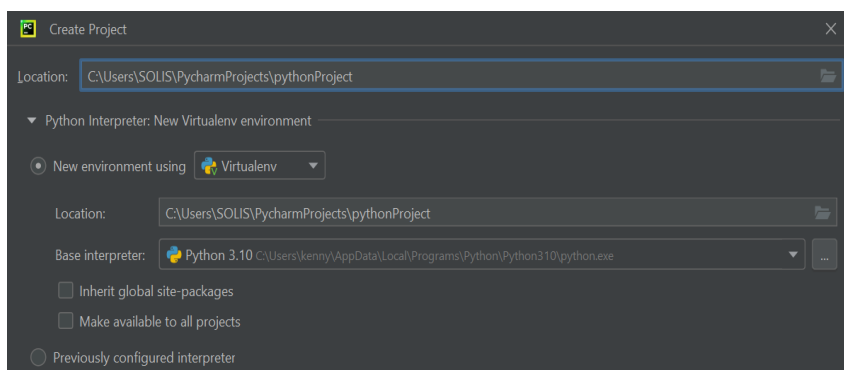 PC Create Project
Location: C:\Users\SOLIS\PycharmProjects\pythonProject
Python Interpreter: New Virtualenv environment
New environment using Virtualenv
Location: C:\Users\SOLIS\PycharmProjects\pythonProject
Base interpreter: Python 3.10 C:\Users\kenny\AppData\Local\Programs\Python\Python310\python.exe ...
Inherit global site-packages
Make available to all projects
Previously configured interpreter